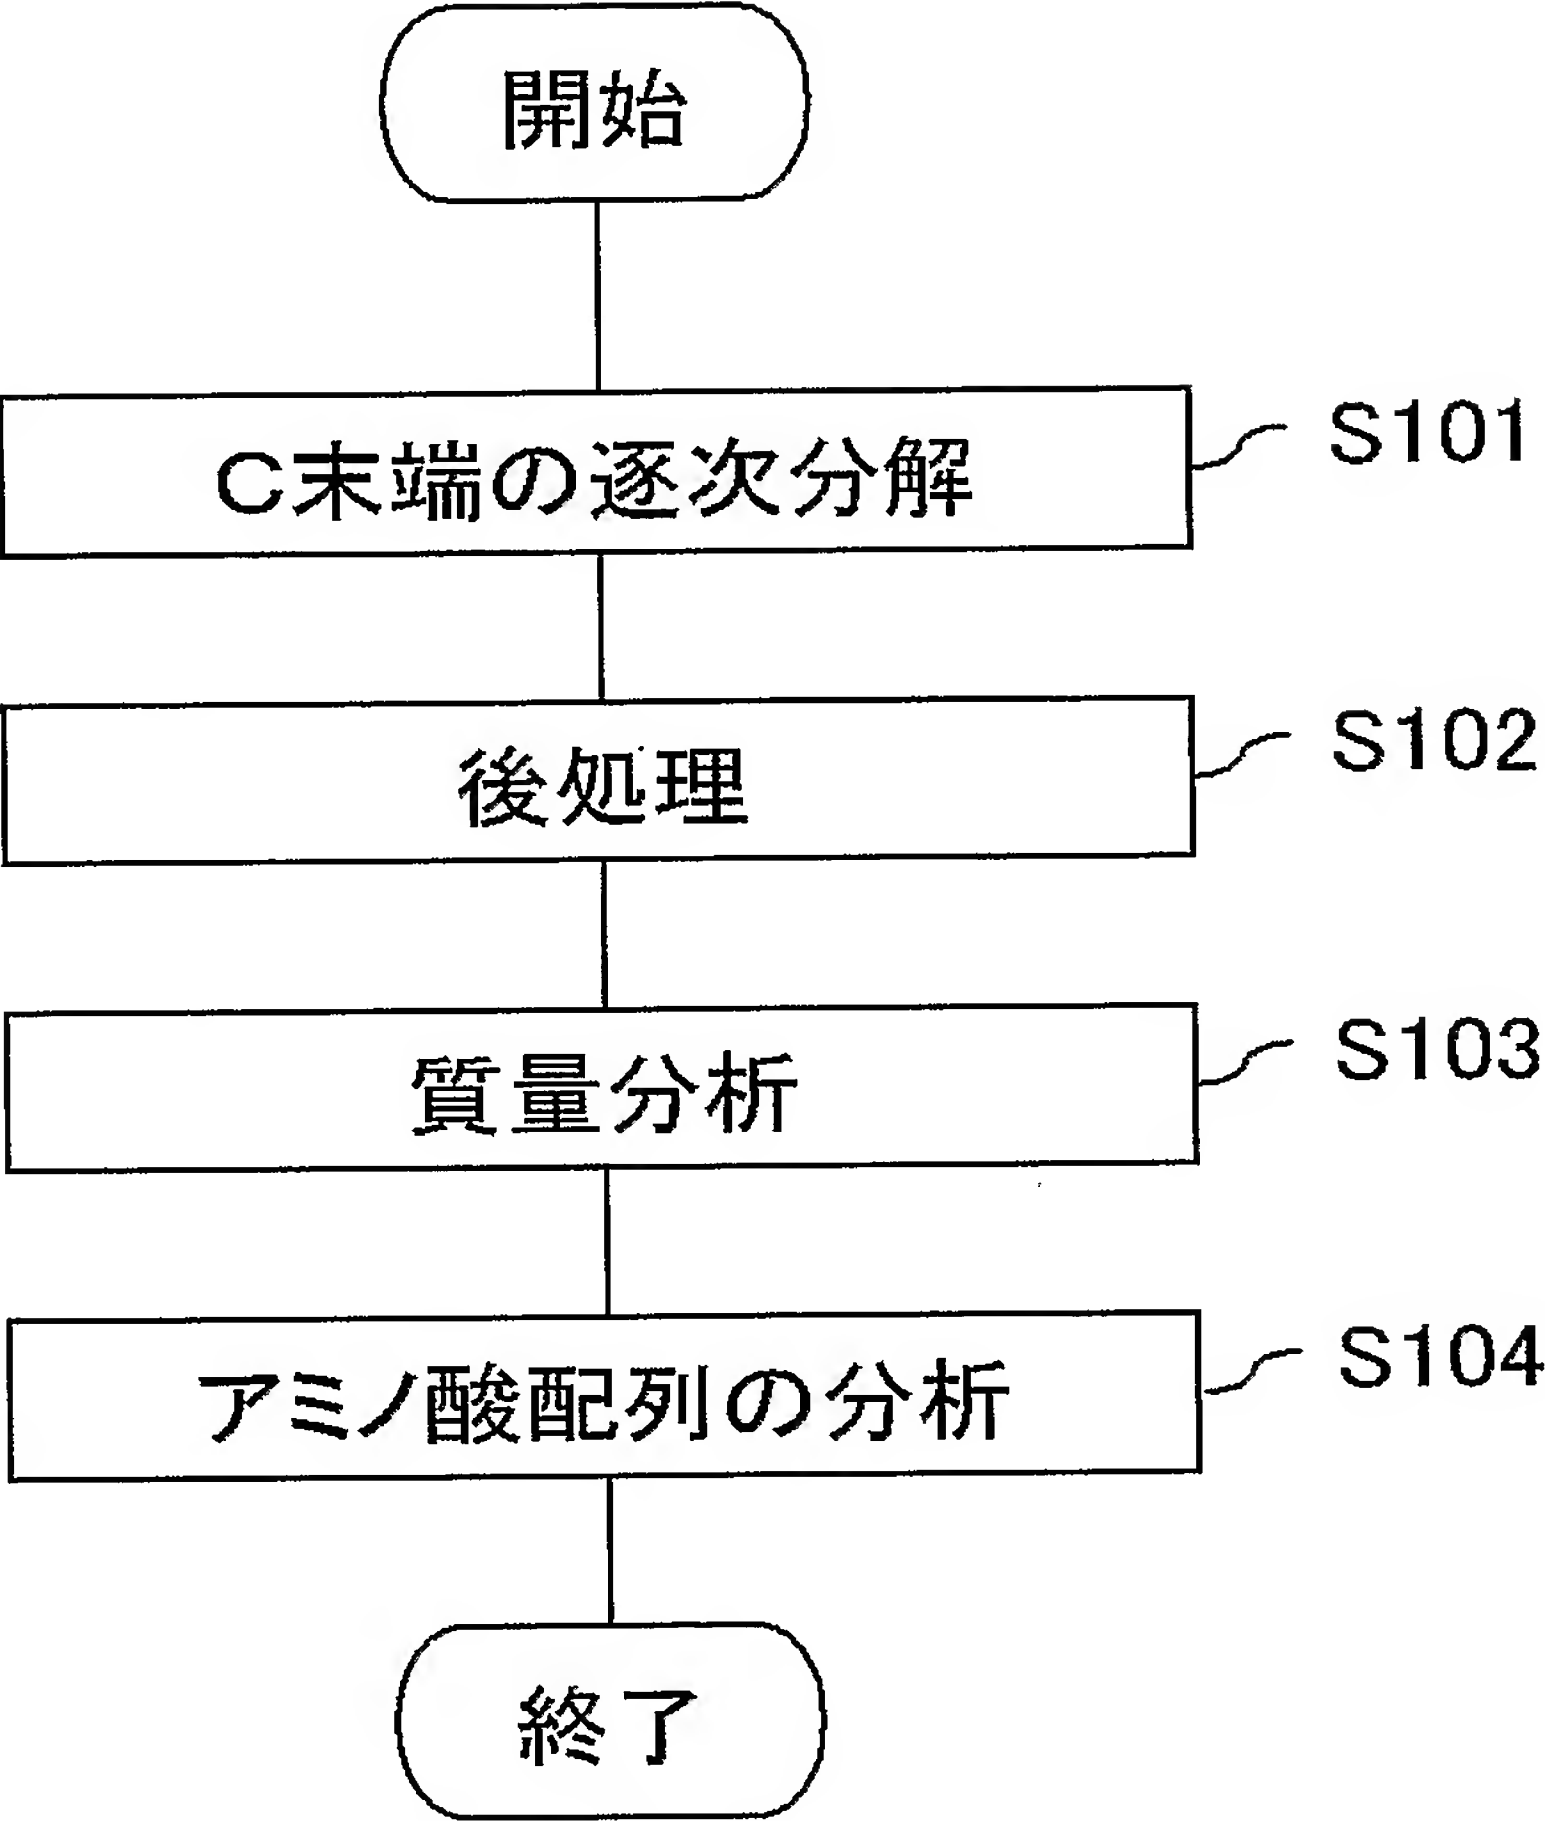 開始
C末端の逐次分解 S101
後処理 S102
質量分析 S103
アミノ酸配列の分析 S104
終了